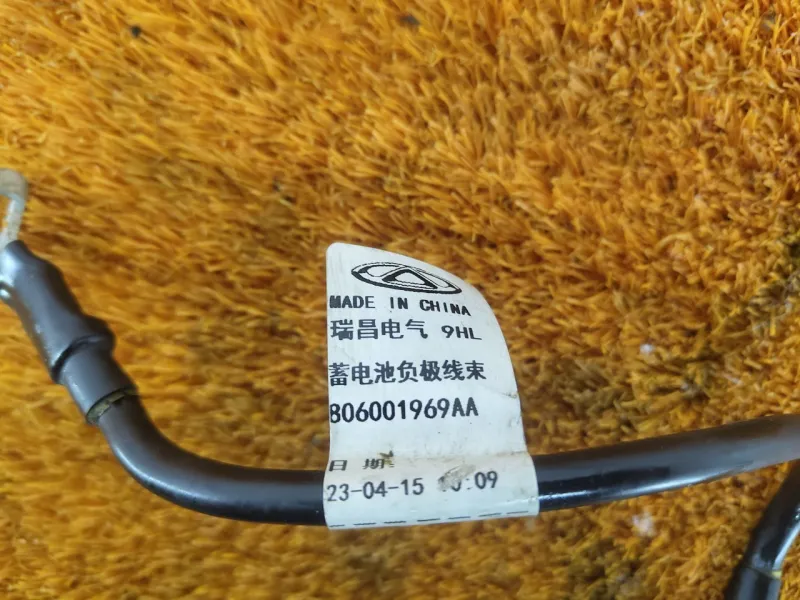 MADE IN CHINA
瑞昌电气 9HL
蓄电池负极线束
806001969AA
日 期
23-04-15